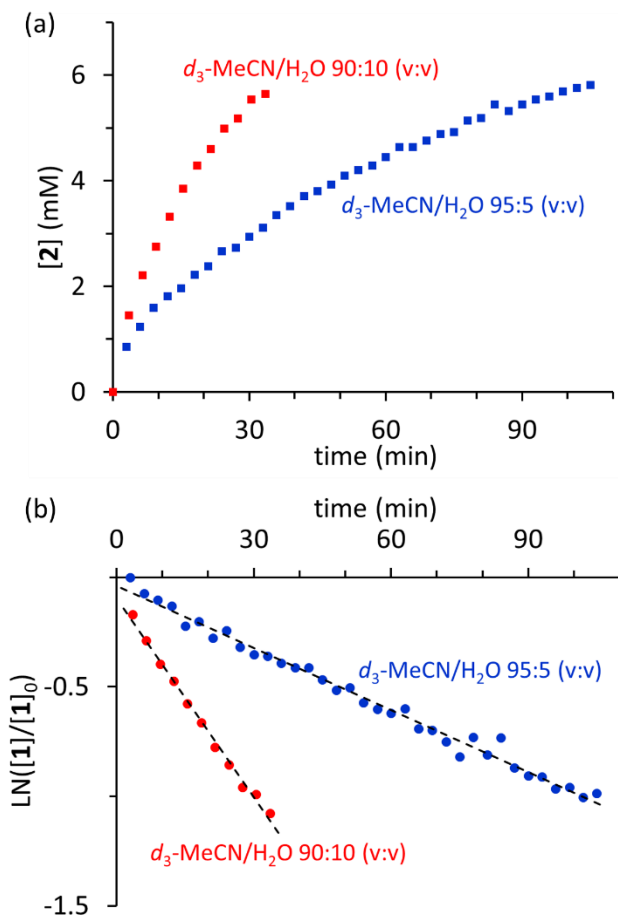 (a)
d₃-MeCN/H₂O 90:10 (v:v)
d₃-MeCN/H₂O 95:5 (v:v)
[2] (mM)
6
4
2
0
0 30 60 90
time (min)
(b)
time (min)
0 30 60 90
d₃-MeCN/H₂O 95:5 (v:v)
LN([1]/[1]₀)
-0.5
-1
-1.5
d₃-MeCN/H₂O 90:10 (v:v)